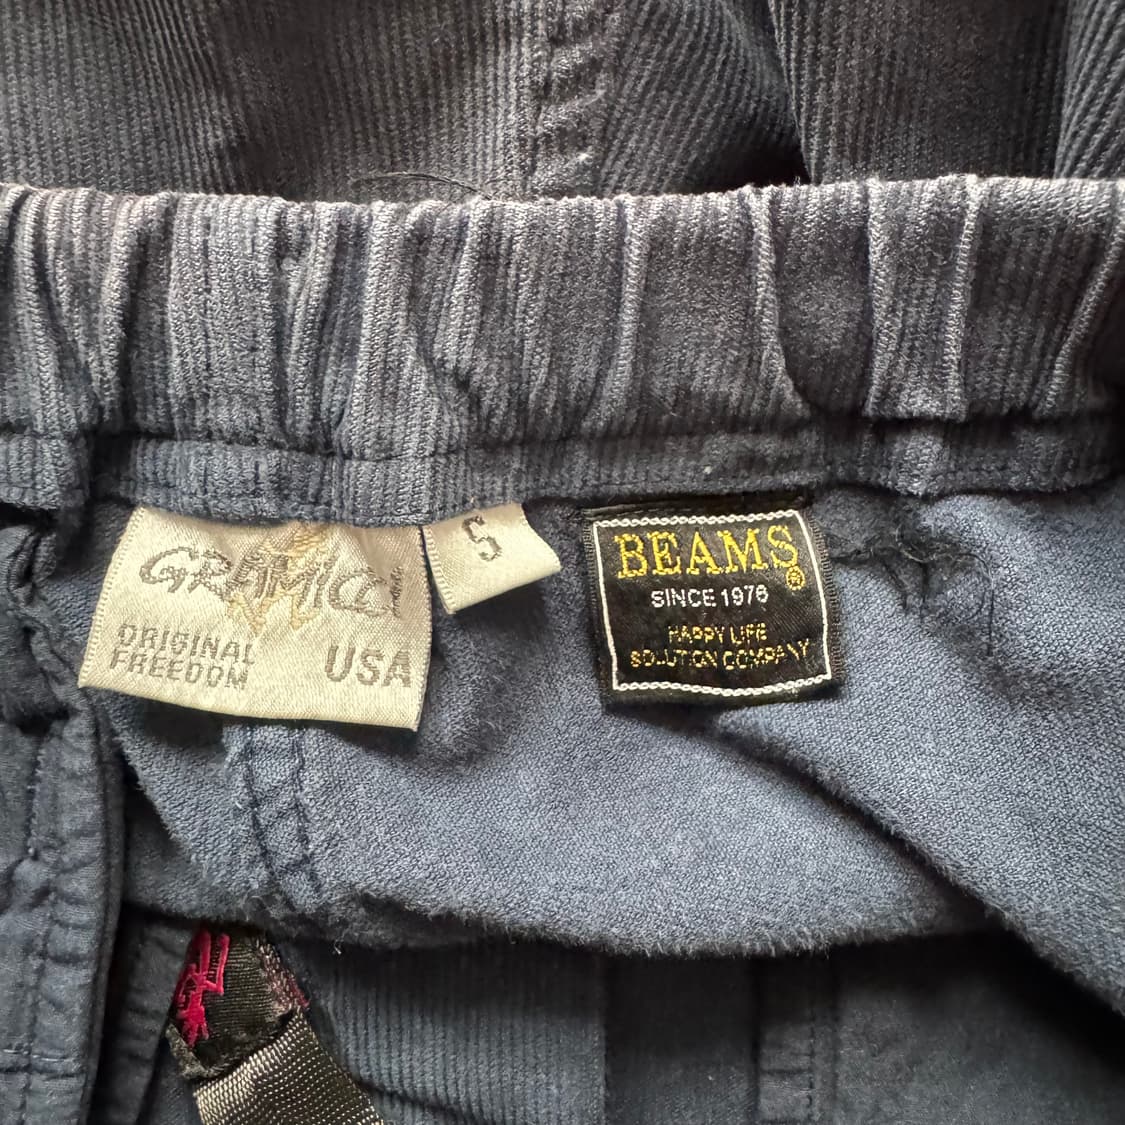 GRAMICCI
ORIGINAL
FREEDOM
USA
S
BEAMS®
SINCE 1976
HAPPY LIFE
SOLUTION COMPANY